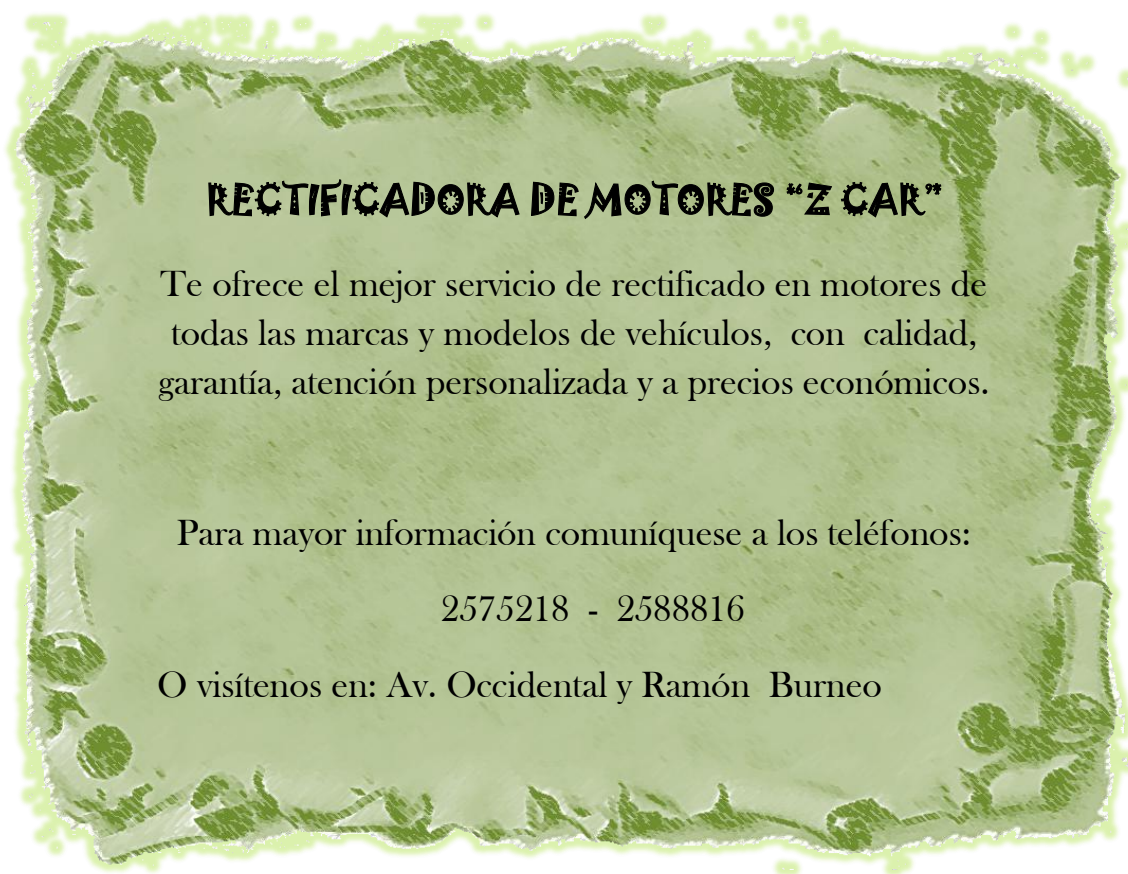 RECTIFICADORA DE MOTORES “Z CAR”
Te ofrece el mejor servicio de rectificado en motores de
todas las marcas y modelos de vehículos, con calidad,
garantía, atención personalizada y a precios económicos.
Para mayor información comuníquese a los teléfonos:
2575218 - 2588816
O visítenos en: Av. Occidental y Ramón Burneo